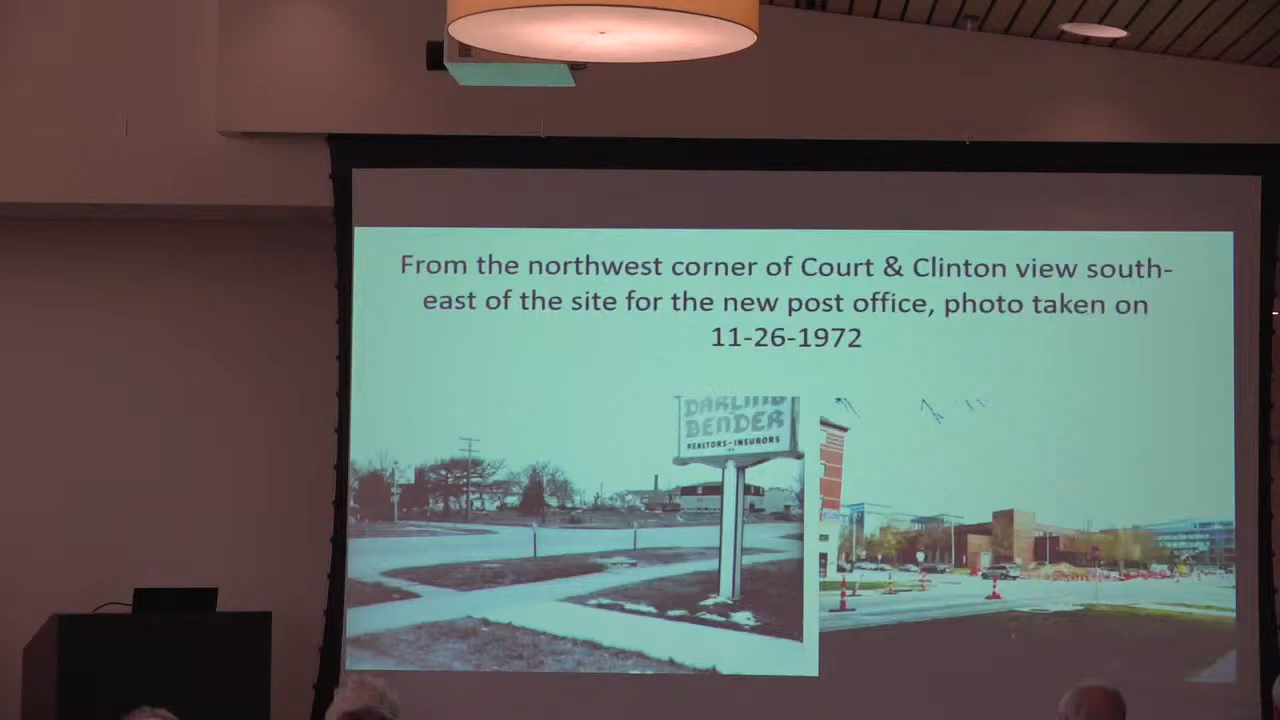 From the northwest corner of Court & Clinton view south-
east of the site for the new post office, photo taken on
11-26-1972
DARLING
BENDER
REALTORS-INSURORS